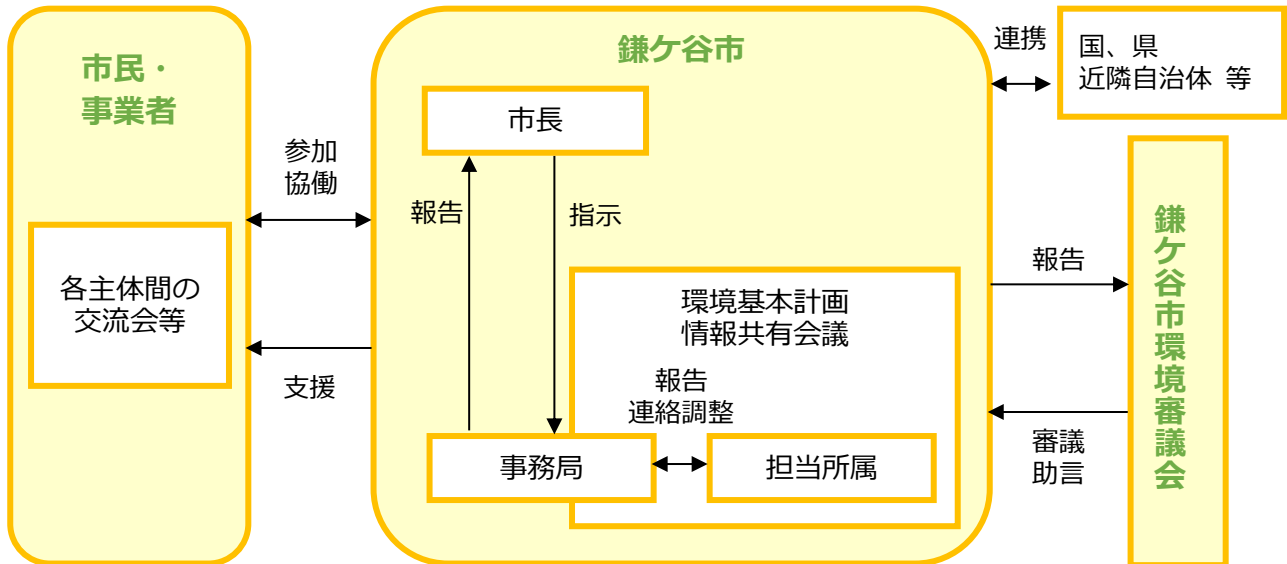 市民・
事業者
各主体間の
交流会等
参加
協働
支援
鎌ケ谷市
市長
報告
指示
環境基本計画
情報共有会議
報告
連絡調整
事務局
担当所属
連携
国、県
近隣自治体 等
報告
審議
助言
鎌ケ谷市環境審議会